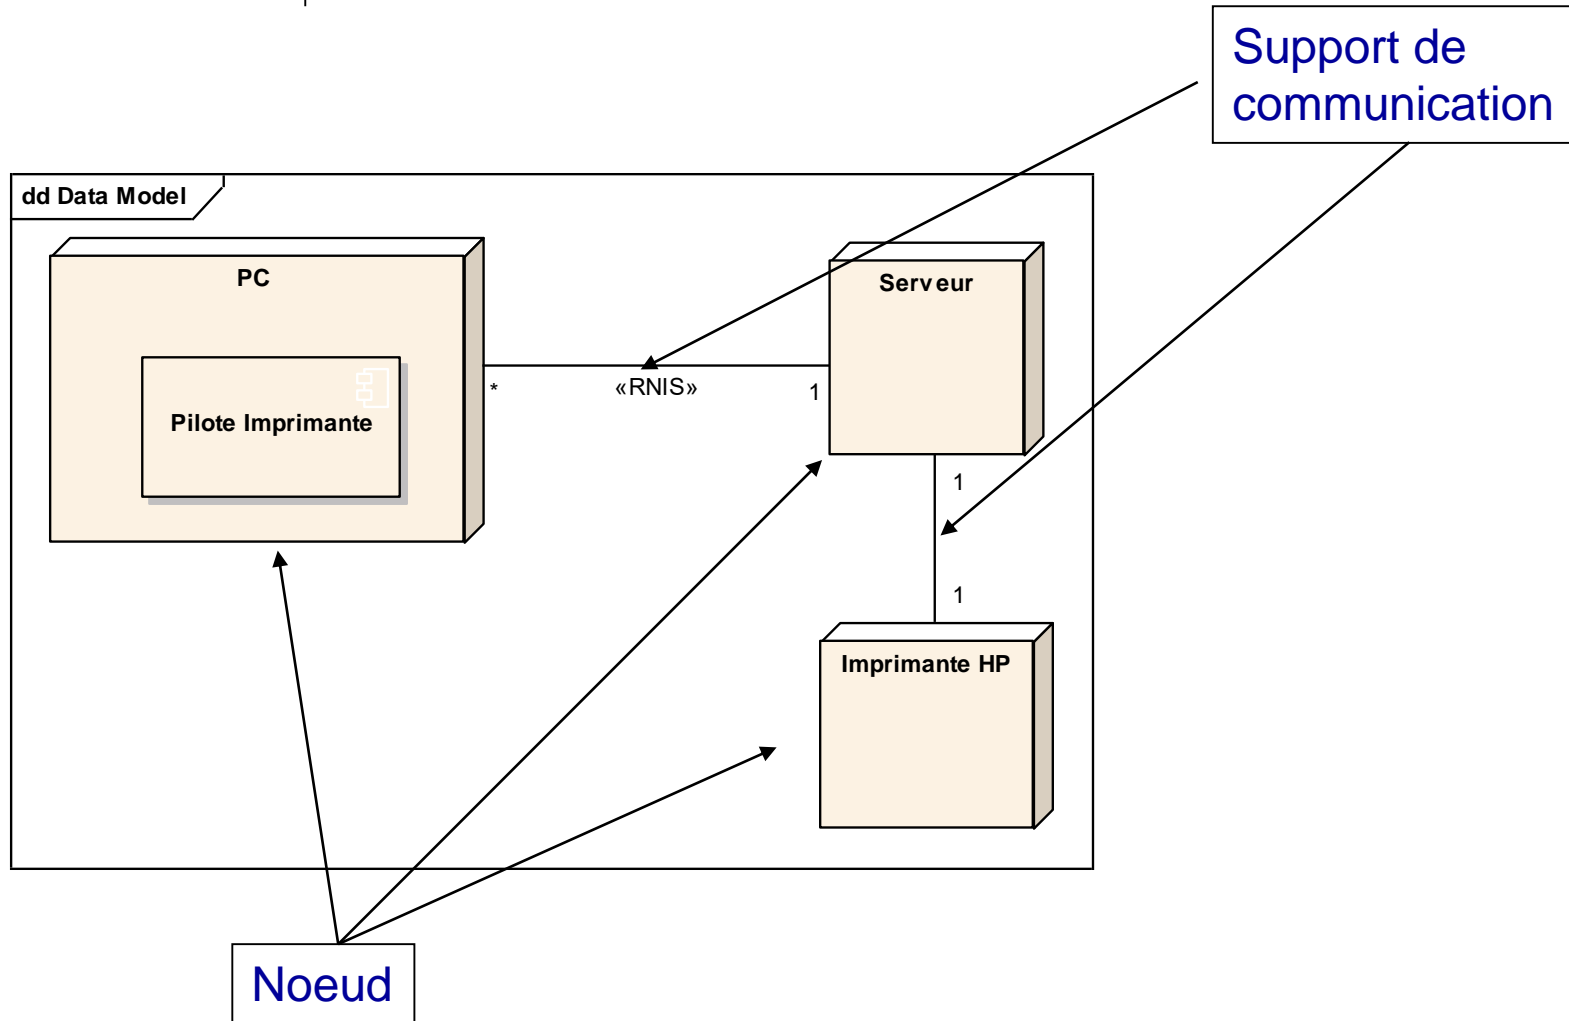 Support de
communication
dd Data Model
PC
Serveur
Pilote Imprimante
*
«RNIS»
1
1
1
Imprimante HP
Noeud